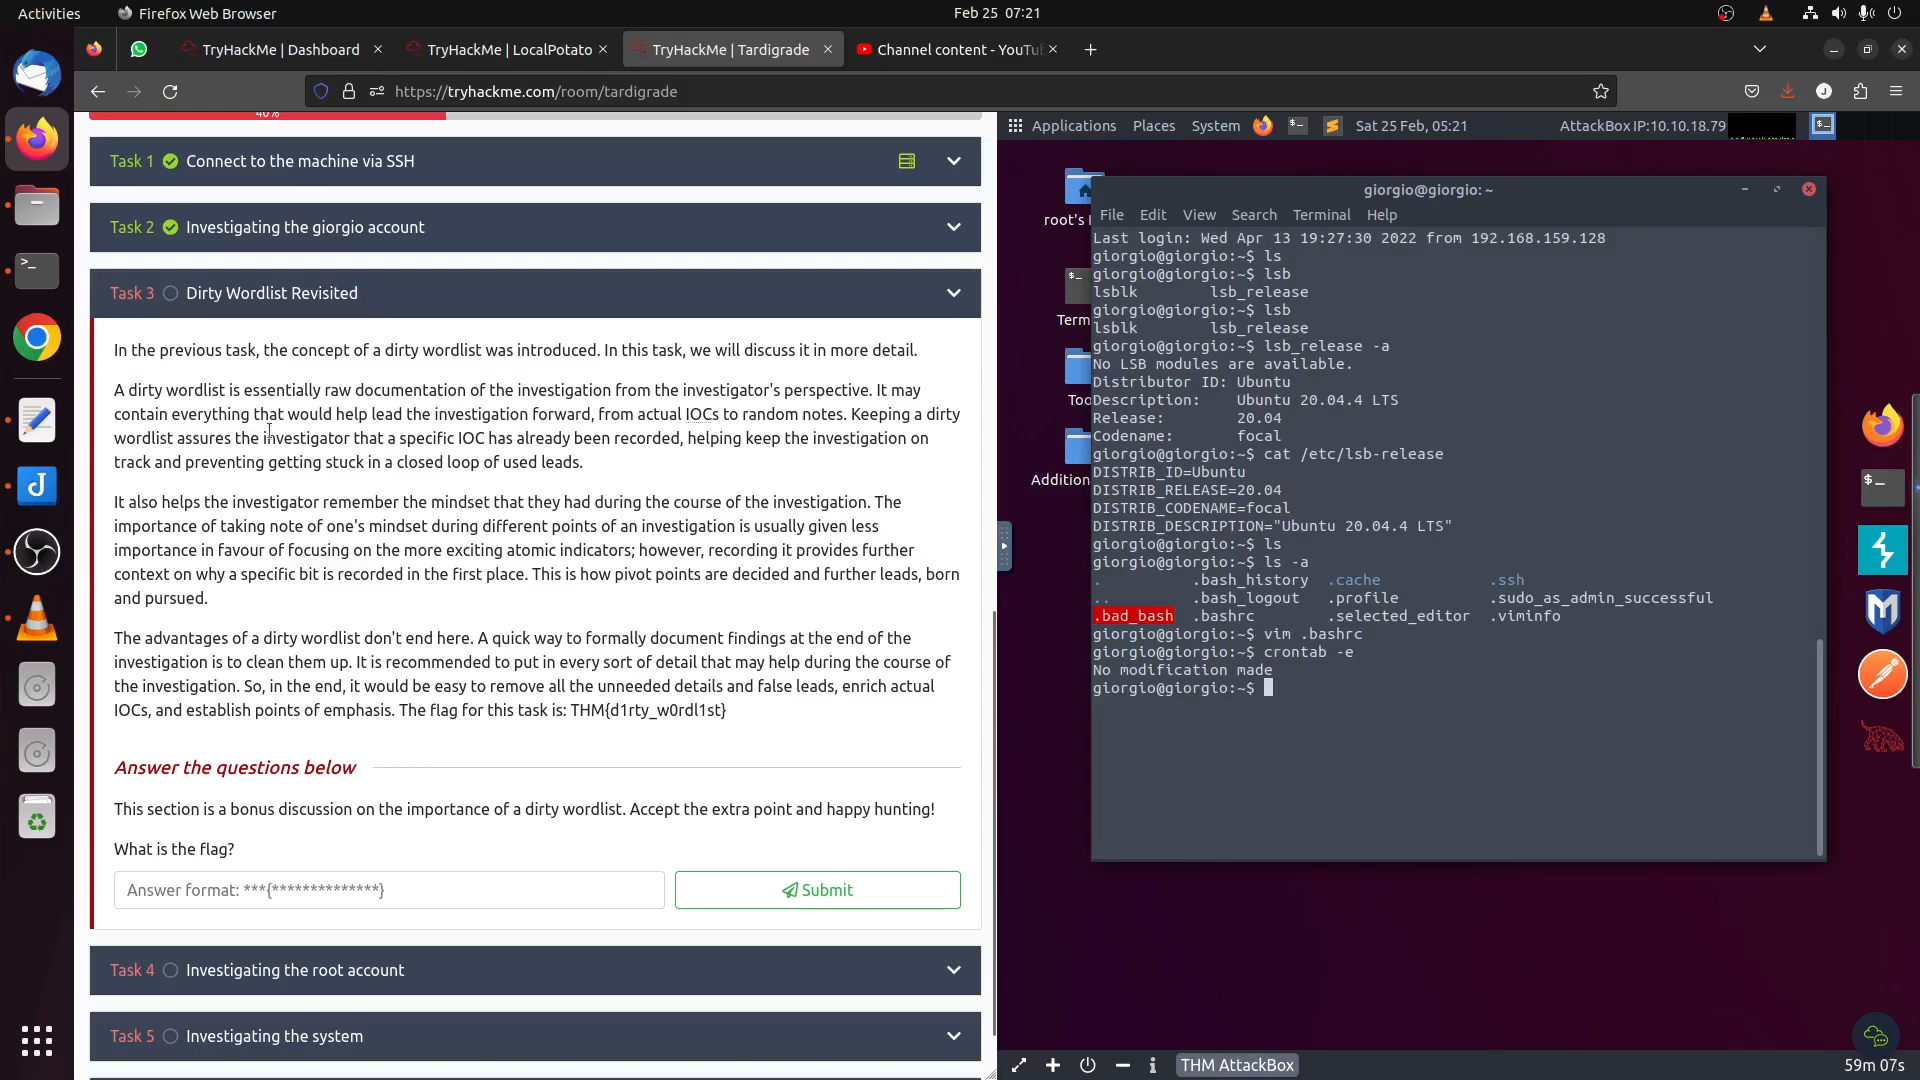 Activities
Firefox Web Browser
Feb 25 07:21
TryHackMe | Dashboard
TryHackMe | LocalPotato
TryHackMe | Tardigrade
Channel content - YouTu
https://tryhackme.com/room/tardigrade
40%
Task 1 Connect to the machine via SSH
Task 2 Investigating the giorgio account
Task 3 Dirty Wordlist Revisited
In the previous task, the concept of a dirty wordlist was introduced. In this task, we will discuss it in more detail.
A dirty wordlist is essentially raw documentation of the investigation from the investigator's perspective. It may
contain everything that would help lead the investigation forward, from actual IOCs to random notes. Keeping a dirty
wordlist assures the investigator that a specific IOC has already been recorded, helping keep the investigation on
track and preventing getting stuck in a closed loop of used leads.
It also helps the investigator remember the mindset that they had during the course of the investigation. The
importance of taking note of one's mindset during different points of an investigation is usually given less
importance in favour of focusing on the more exciting atomic indicators; however, recording it provides further
context on why a specific bit is recorded in the first place. This is how pivot points are decided and further leads, born
and pursued.
The advantages of a dirty wordlist don't end here. A quick way to formally document findings at the end of the
investigation is to clean them up. It is recommended to put in every sort of detail that may help during the course of
the investigation. So, in the end, it would be easy to remove all the unneeded details and false leads, enrich actual
IOCs, and establish points of emphasis. The flag for this task is: THM{d1rty_w0rdl1st}
Answer the questions below
This section is a bonus discussion on the importance of a dirty wordlist. Accept the extra point and happy hunting!
What is the flag?
Answer format: ***{**************}
Submit
Task 4 Investigating the root account
Task 5 Investigating the system
Applications Places System
Sat 25 Feb, 05:21
AttackBox IP:10.10.18.79
root's
Term
Too
Addition
giorgio@giorgio: ~
File Edit View Search Terminal Help
Last login: Wed Apr 13 19:27:30 2022 from 192.168.159.128
giorgio@giorgio:~$ ls
giorgio@giorgio:~$ lsb
lsblk lsb_release
giorgio@giorgio:~$ lsb
lsblk lsb_release
giorgio@giorgio:~$ lsb_release -a
No LSB modules are available.
Distributor ID: Ubuntu
Description: Ubuntu 20.04.4 LTS
Release: 20.04
Codename: focal
giorgio@giorgio:~$ cat /etc/lsb-release
DISTRIB_ID=Ubuntu
DISTRIB_RELEASE=20.04
DISTRIB_CODENAME=focal
DISTRIB_DESCRIPTION="Ubuntu 20.04.4 LTS"
giorgio@giorgio:~$ ls
giorgio@giorgio:~$ ls -a
. .bash_history .cache .ssh
.. .bash_logout .profile .sudo_as_admin_successful
.bad_bash .bashrc .selected_editor .viminfo
giorgio@giorgio:~$ vim .bashrc
giorgio@giorgio:~$ crontab -e
No modification made
giorgio@giorgio:~$
THM AttackBox
59m 07s